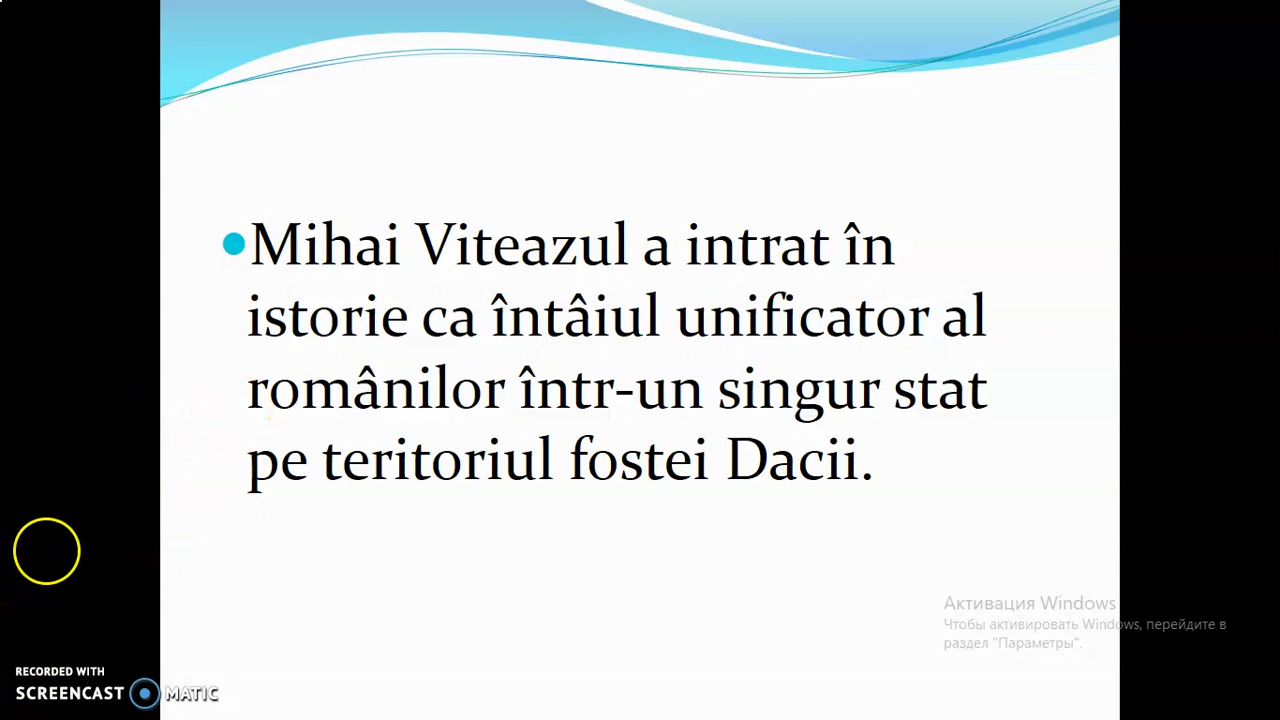 Mihai Viteazul a intrat în
istorie ca întâiul unificator al
românilor într-un singur stat
pe teritoriul fostei Dacii.
Активация Windows
Чтобы активировать Windows, перейдите в
раздел "Параметры".
RECORDED WITH
SCREENCAST MATIC